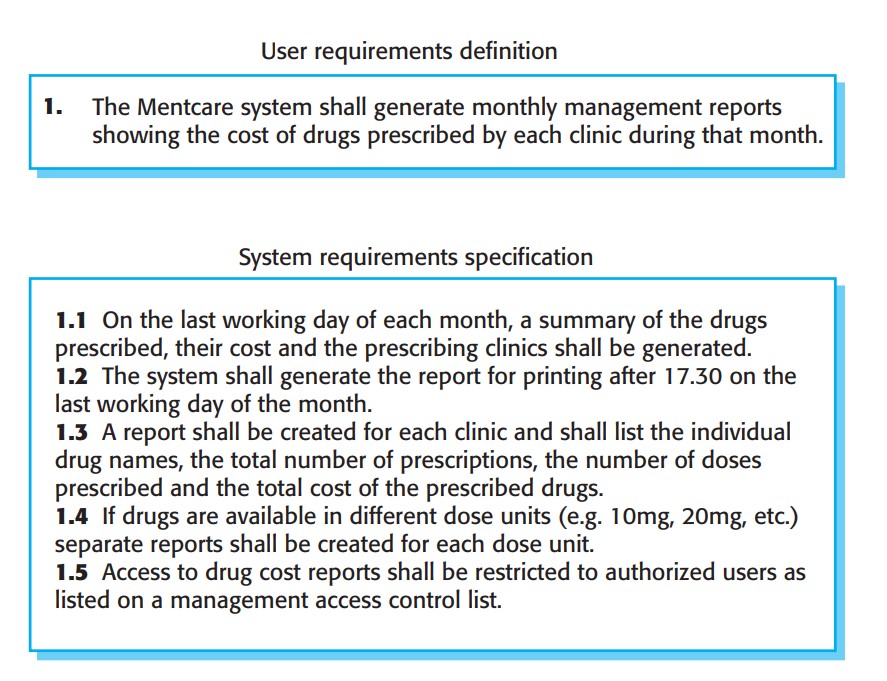 User requirements definition
1. The Mentcare system shall generate monthly management reports
showing the cost of drugs prescribed by each clinic during that month.
System requirements specification
1.1 On the last working day of each month, a summary of the drugs
prescribed, their cost and the prescribing clinics shall be generated.
1.2 The system shall generate the report for printing after 17.30 on the
last working day of the month.
1.3 A report shall be created for each clinic and shall list the individual
drug names, the total number of prescriptions, the number of doses
prescribed and the total cost of the prescribed drugs.
1.4 If drugs are available in different dose units (e.g. 10mg, 20mg, etc.)
separate reports shall be created for each dose unit.
1.5 Access to drug cost reports shall be restricted to authorized users as
listed on a management access control list.